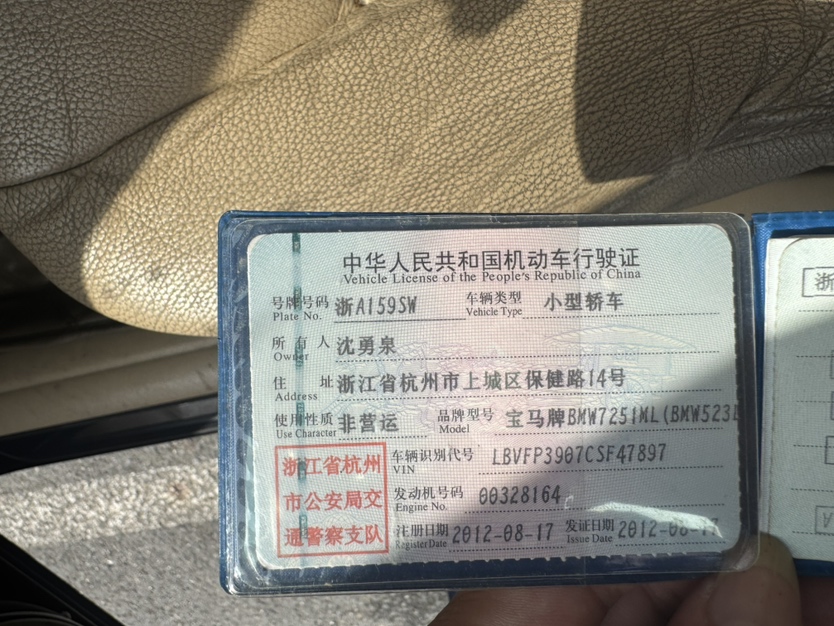 中华人民共和国机动车行驶证
Vehicle License of the People's Republic of China
号牌号码 浙A159SW 车辆类型 小型轿车
Plate No. Vehicle Type
所有人 沈勇泉
Owner
住址 浙江省杭州市上城区保健路14号
Address
使用性质 非营运 品牌型号 宝马牌BMW7251ML(BMW523L
Use Character Model
浙江省杭州
市公安局交
通警察支队
车辆识别代号 LBVFP3907CSF47897
VIN
发动机号码 00328164
Engine No.
注册日期 2012-08-17 发证日期 2012-08-17
Register Date Issue Date
浙